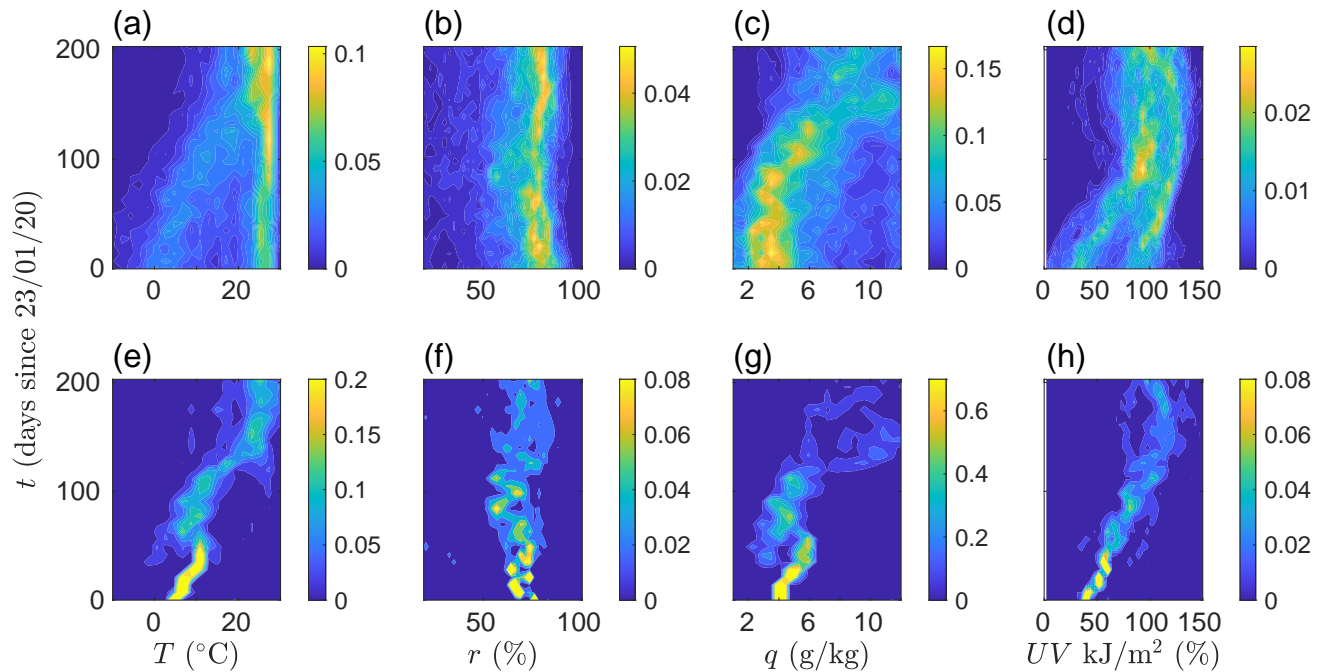 (a) (b) (c) (d)
200 0.1 0.04 0.15 0.02
100 0.05 0.02 0.1 0.05 0.01
0 0 0 0 0
0 20 50 100 2 6 10 0 50 100 150
t (days since 23/01/20)
(e) (f) (g) (h)
200 0.2 0.08 0.6 0.08
0.15 0.06 0.4 0.06
100 0.1 0.04 0.04
0.05 0.02 0.2 0.02
0 0 0 0 0
0 20 60 100 2 6 10 0 50 100 150
T (°C) r (%) q (g/kg) UV kJ/m² (%)